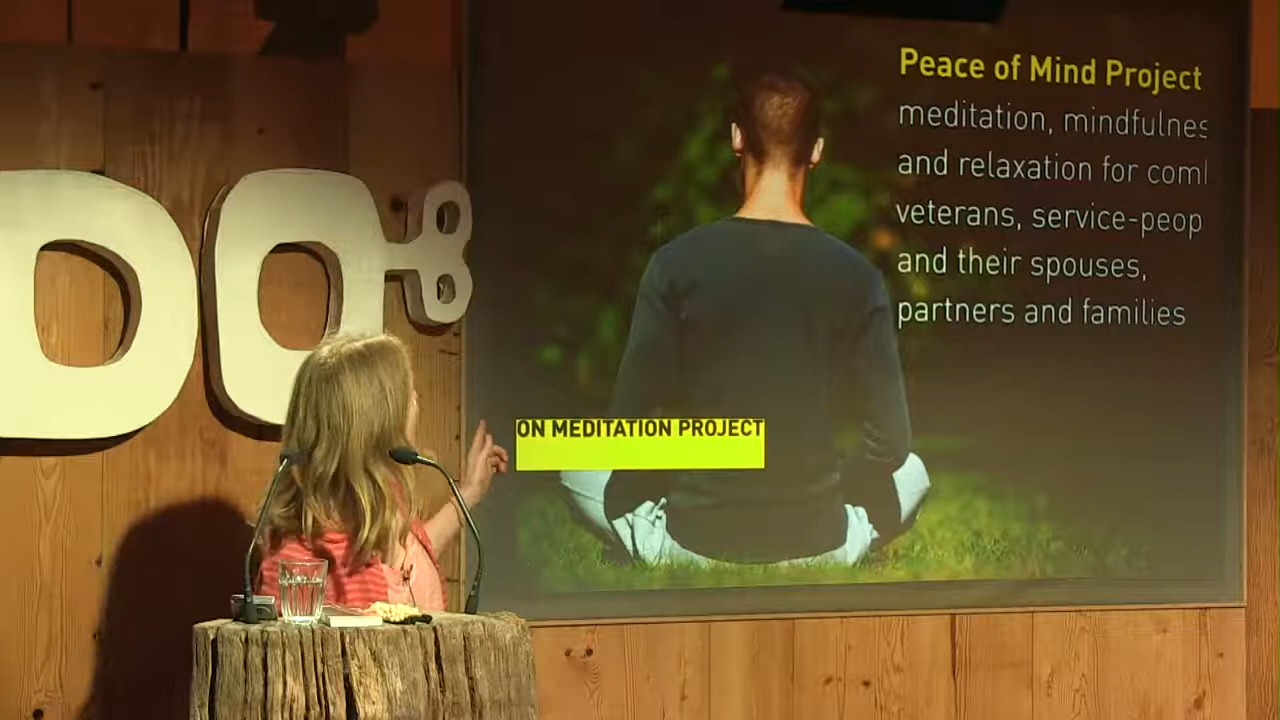 DO
Peace of Mind Project
meditation, mindfulnes
and relaxation for com
veterans, service-peop
and their spouses,
partners and families
ON MEDITATION PROJECT